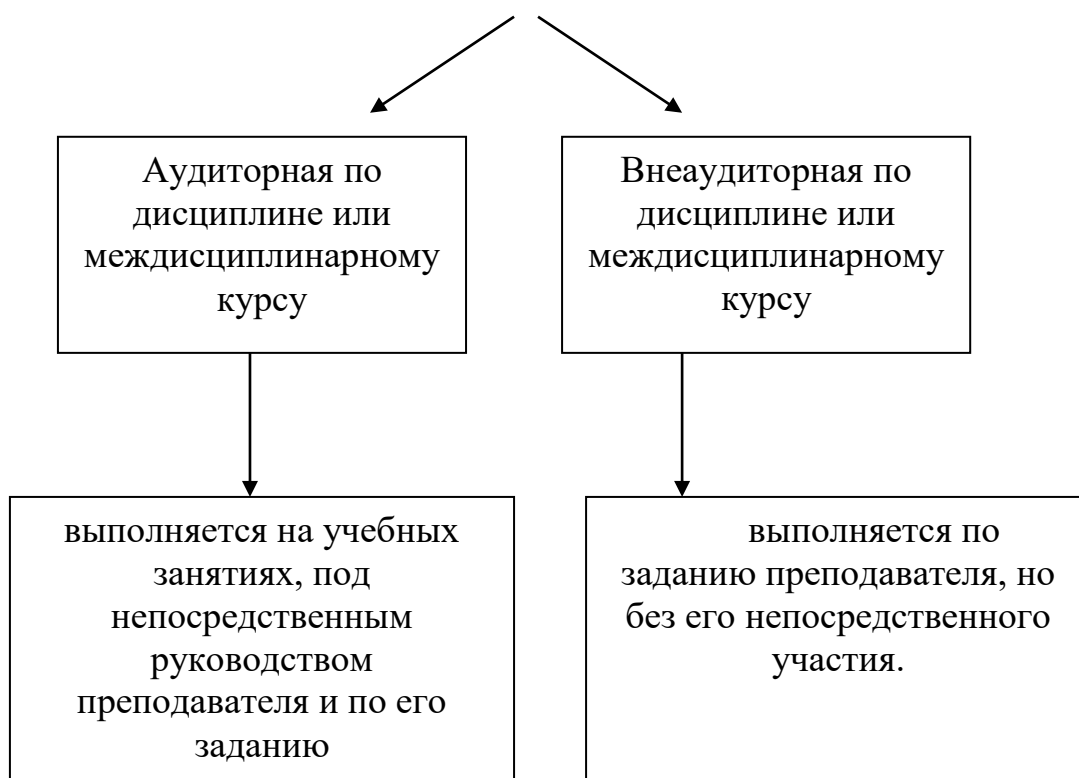 Аудиторная по
дисциплине или
междисциплинарному
курсу
Внеаудиторная по
дисциплине или
междисциплинарному
курсу
выполняется на учебных
занятиях, под
непосредственным
руководством
преподавателя и по его
заданию
выполняется по
заданию преподавателя, но
без его непосредственного
участия.